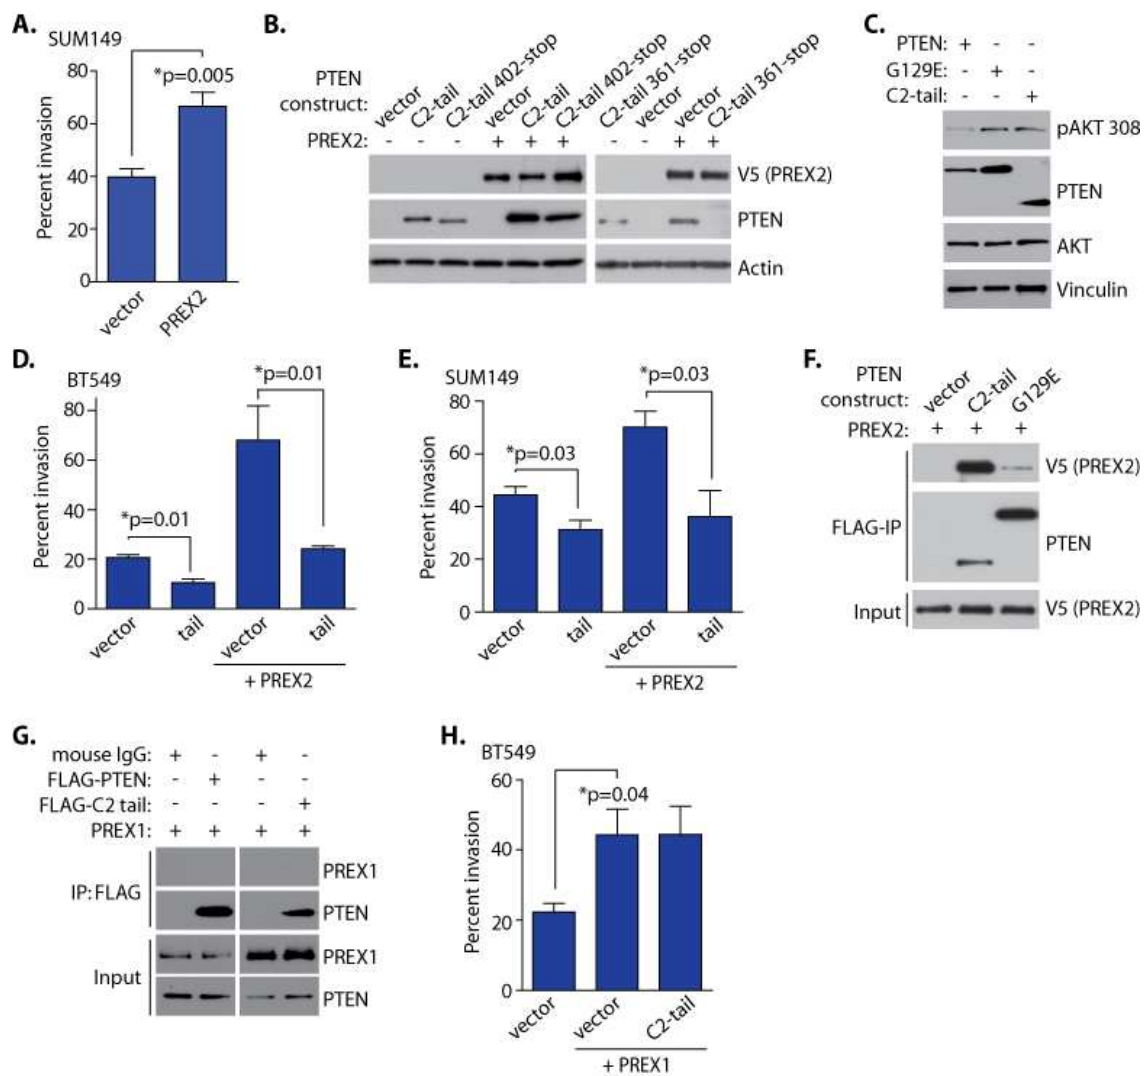 A.
SUM149
80
60
40
20
0
Percent invasion
*p=0.005
vector
PREX2
B.
PTEN construct:
vector
C2-tail
C2-tail 402-stop
vector
C2-tail
C2-tail 402-stop
C2-tail 361-stop
vector
vector
C2-tail 361-stop
PREX2: - - - + + + - - + +
V5 (PREX2)
PTEN
Actin
C.
PTEN: + - -
G129E: - + -
C2-tail: - - +
pAKT 308
PTEN
AKT
Vinculin
D.
BT549
80
60
40
20
0
Percent invasion
*p=0.01
*p=0.01
vector
tail
vector
tail
+ PREX2
E.
SUM149
80
60
40
20
0
Percent invasion
*p=0.03
*p=0.03
vector
tail
vector
tail
+ PREX2
F.
PTEN construct:
vector
C2-tail
G129E
PREX2: + + +
FLAG-IP
V5 (PREX2)
PTEN
Input
V5 (PREX2)
G.
mouse IgG: + - + -
FLAG-PTEN: - + - -
FLAG-C2 tail: - - - +
PREX1: + + + +
IP: FLAG
PREX1
PTEN
Input
PREX1
PTEN
H.
BT549
60
40
20
0
Percent invasion
*p=0.04
vector
vector
C2-tail
+ PREX1